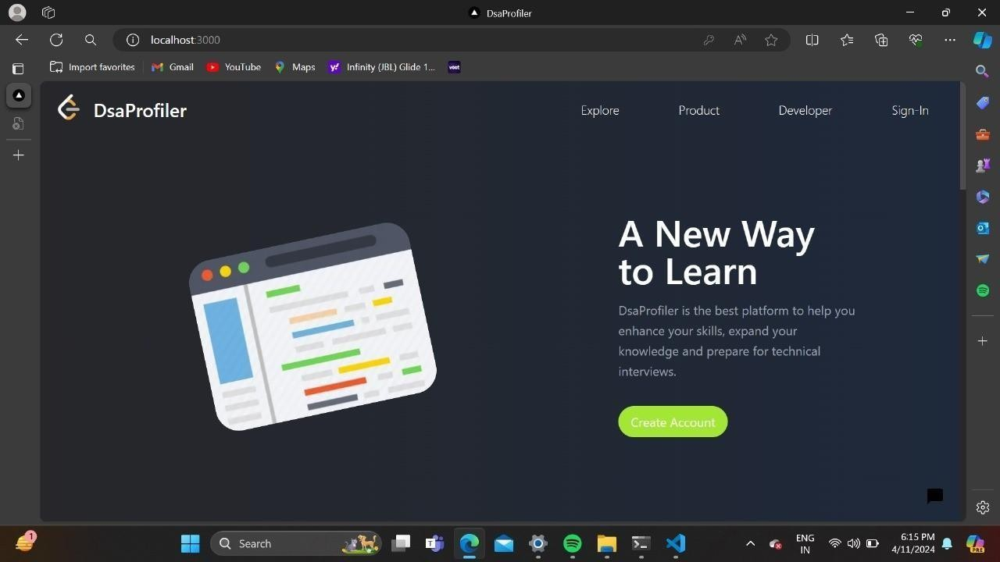 DsaProfiler
localhost:3000
Import favorites
Gmail
YouTube
Maps
Infinity (JBL) Glide 1...
voot
DsaProfiler
Explore
Product
Developer
Sign-In
A New Way
to Learn
DsaProfiler is the best platform to help you
enhance your skills, expand your
knowledge and prepare for technical
interviews.
Create Account
1
Search
ENG
IN
6:15 PM
4/11/2024
PRE